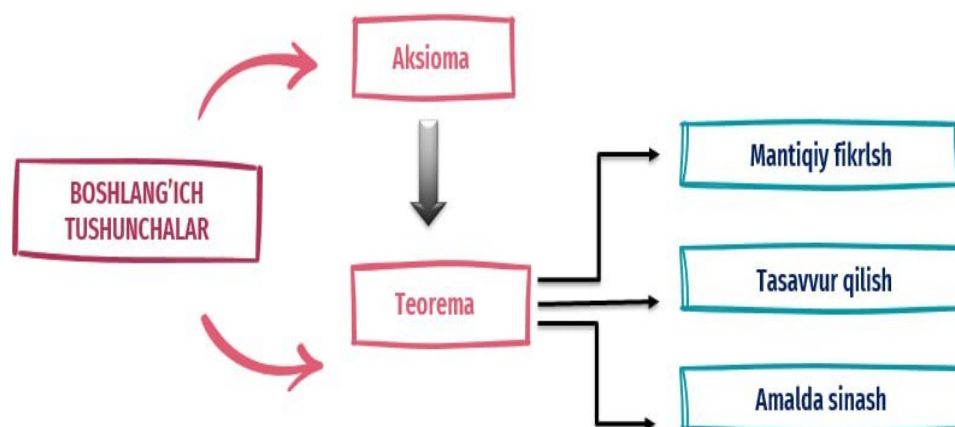 BOSHLANG'ICH
TUSHUNCHALAR
Aksioma
Teorema
Mantiqiy fikrlsh
Tasavvur qilish
Amalda sinash